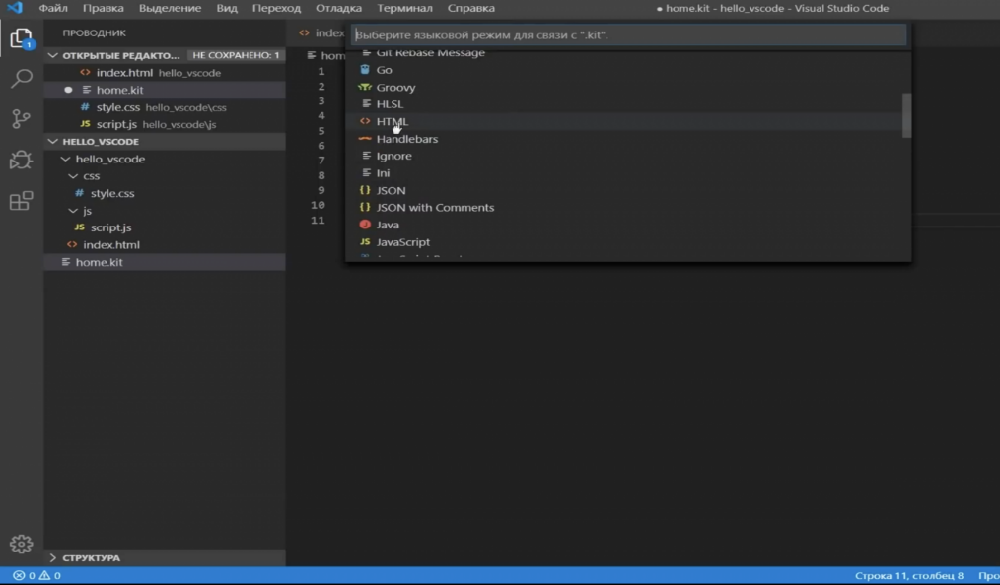 Файл Правка Выделение Вид Переход Отладка Терминал Справка ● home.kit - hello_vscode - Visual Studio Code
ПРОВОДНИК
ОТКРЫТЫЕ РЕДАКТО... НЕ СОХРАНЕНО: 1
index.html hello_vscode
home.kit
style.css hello_vscode\css
script.js hello_vscode\js
HELLO_VSCODE
hello_vscode
css
style.css
js
script.js
index.html
home.kit
СТРУКТУРА
index
hom
1
2
3
4
5
6
7
8
9
10
11
Выберите языковой режим для связи с ".kit".
Git Rebase Message
Go
Groovy
HLSL
HTML
Handlebars
Ignore
Ini
JSON
JSON with Comments
Java
JavaScript
0 0
Строка 11, столбец 8 Про